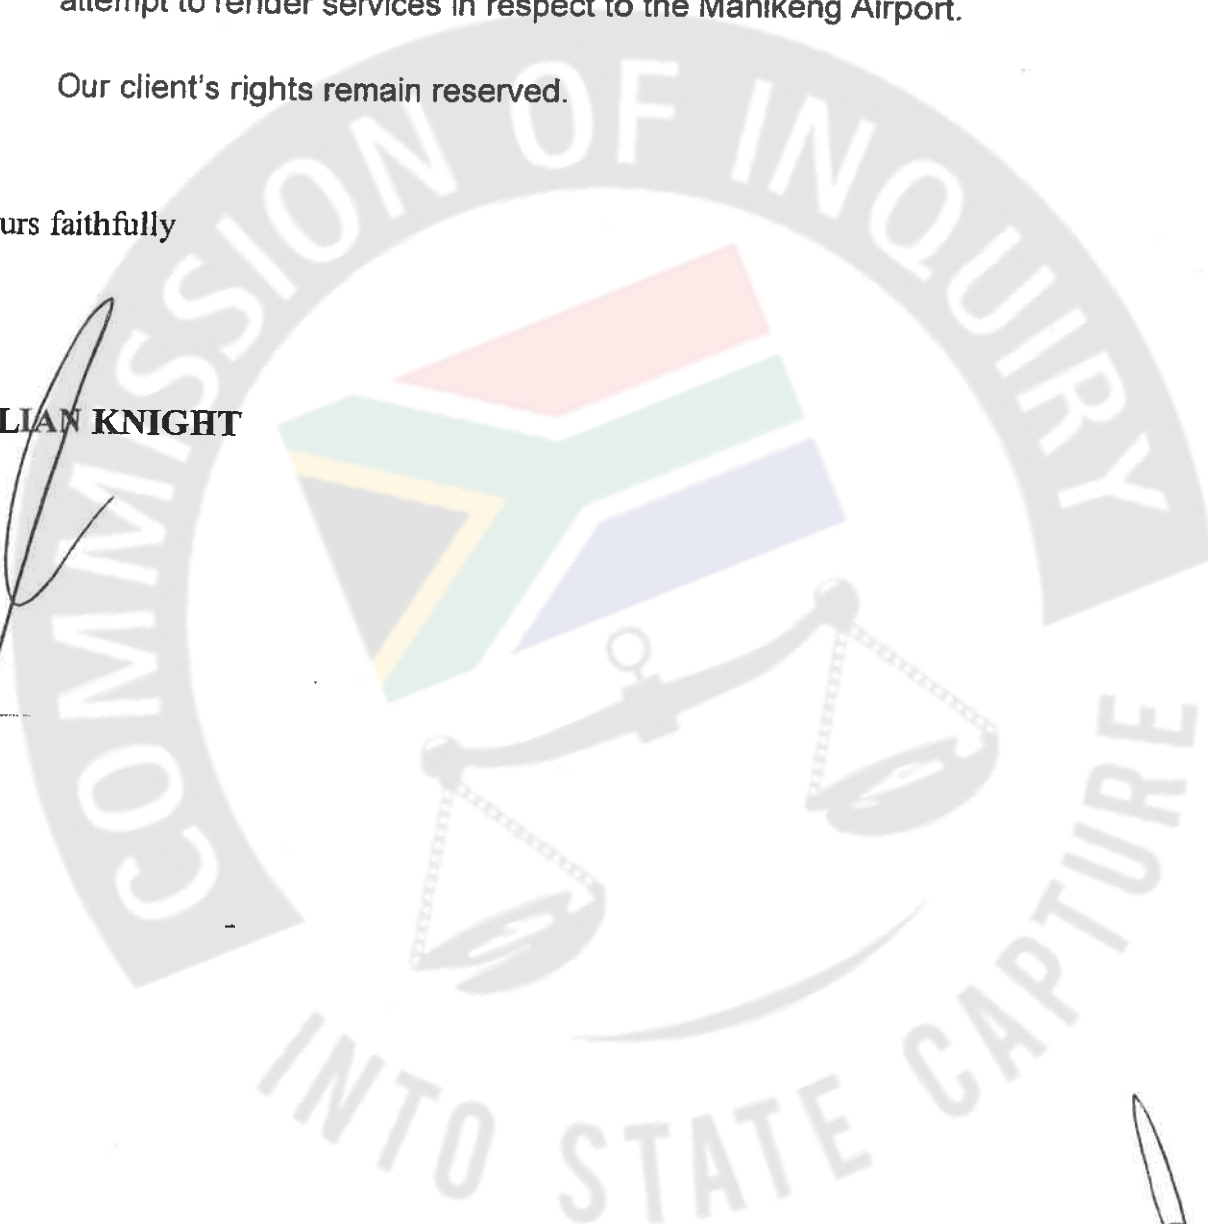 attempt to render services in respect to the Mahikeng Airport.
Our client's rights remain reserved.
urs faithfully
LIAN KNIGHT
COMMISSION OF INQUIRY
INTO STATE CAPTURE